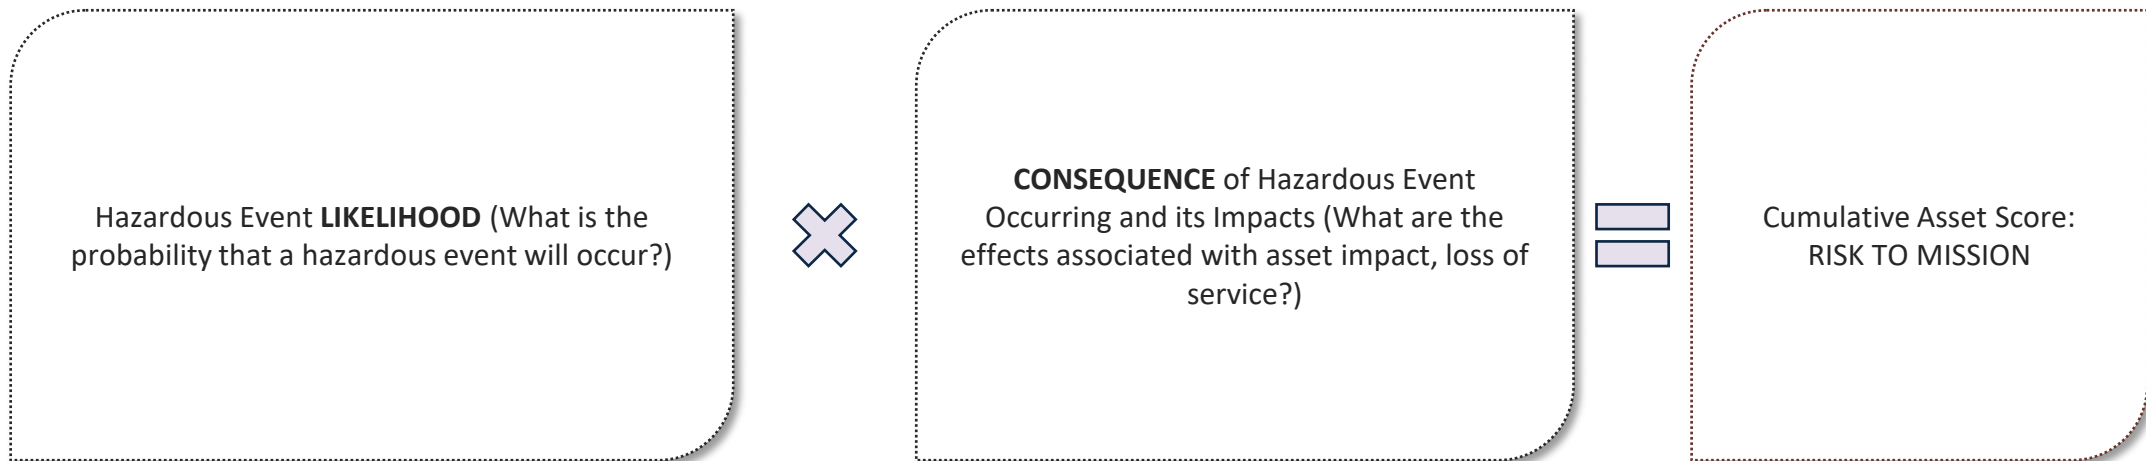 Hazardous Event LIKELIHOOD (What is the
probability that a hazardous event will occur?)
CONSEQUENCE of Hazardous Event
Occurring and its Impacts (What are the
effects associated with asset impact, loss of
service?)
Cumulative Asset Score:
RISK TO MISSION